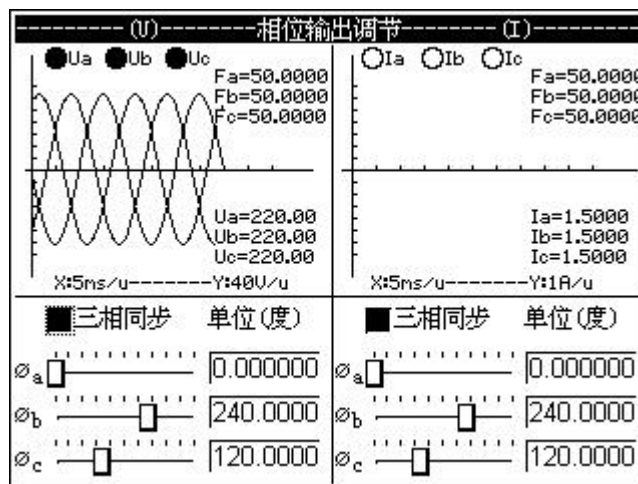 ---------(U)---------相位输出调节---------(I)---------
Ua Ub Uc
Fa=50.0000
Fb=50.0000
Fc=50.0000
Ua=220.00
Ub=220.00
Uc=220.00
X:5ms/u--------Y:40V/u
Ia Ib Ic
Fa=50.0000
Fb=50.0000
Fc=50.0000
Ia=1.5000
Ib=1.5000
Ic=1.5000
X:5ms/u--------Y:1A/u
三相同步 单位(度)
Øa 0.000000
Øb 240.0000
Øc 120.0000
三相同步 单位(度)
Øa 0.000000
Øb 240.0000
Øc 120.0000